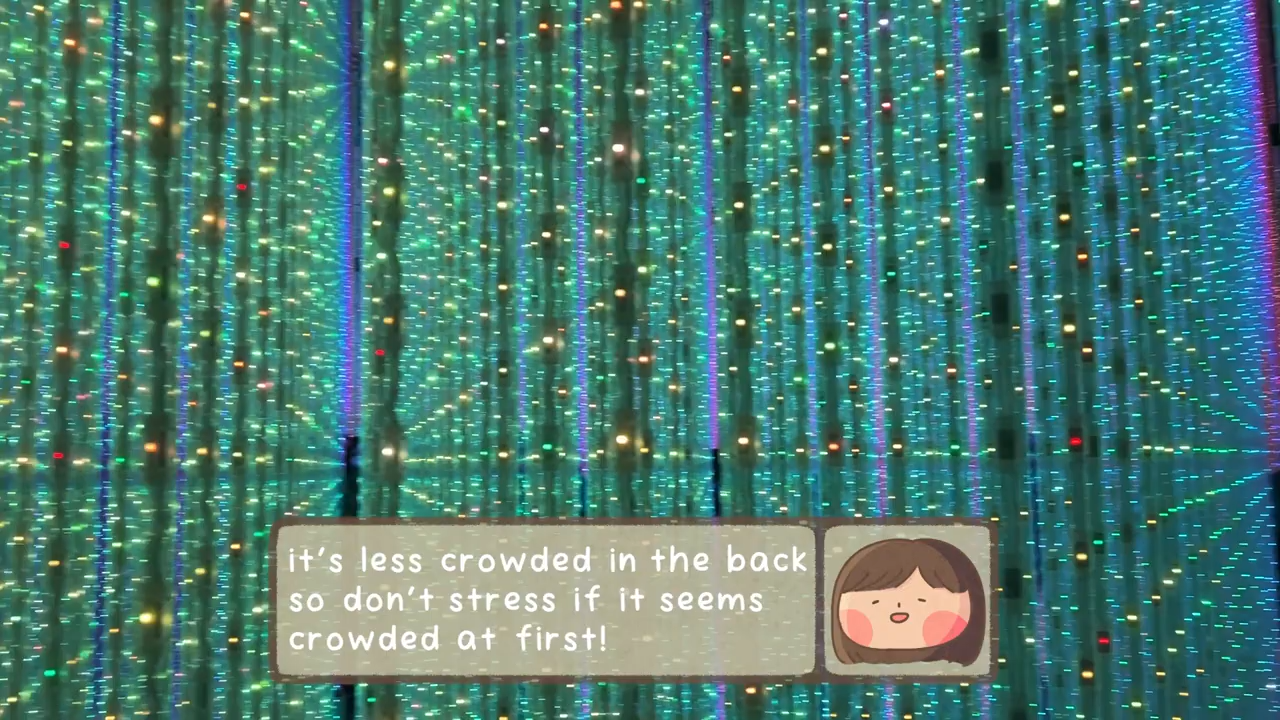 it's less crowded in the back
so don't stress if it seems
crowded at first!